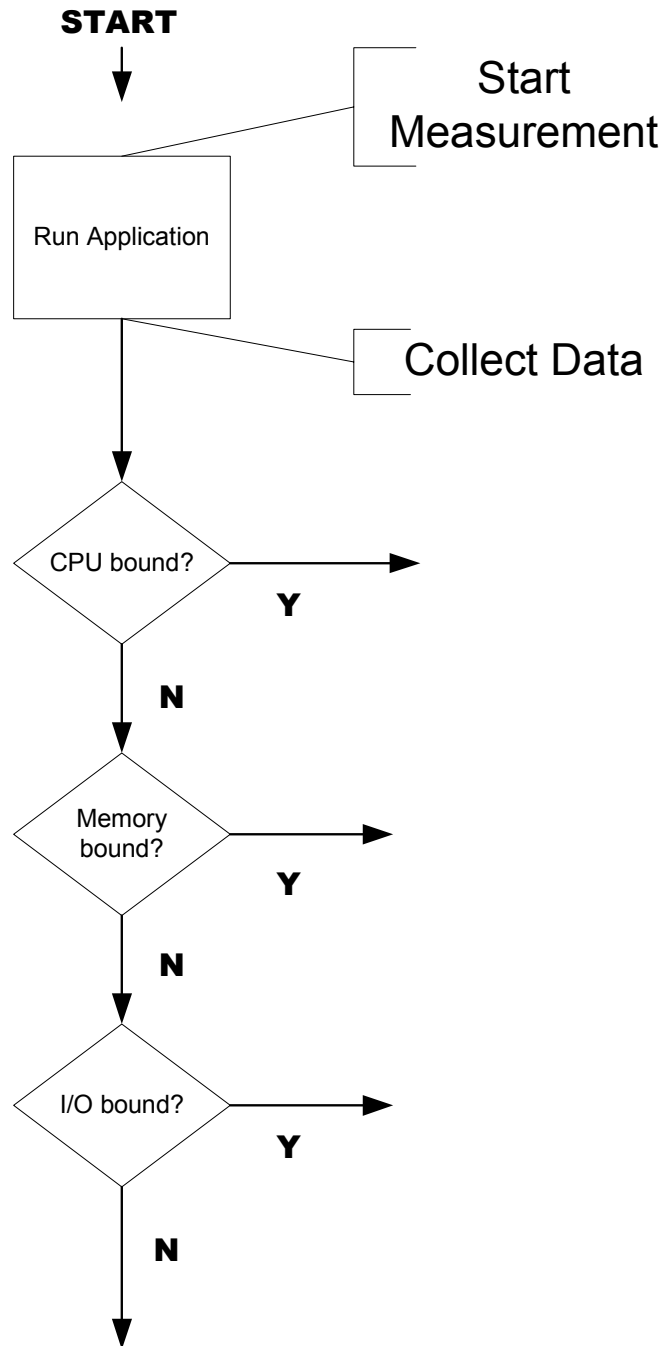 START
Start
Measurement
Run Application
Collect Data
CPU bound?
Y
N
Memory
bound?
Y
N
I/O bound?
Y
N